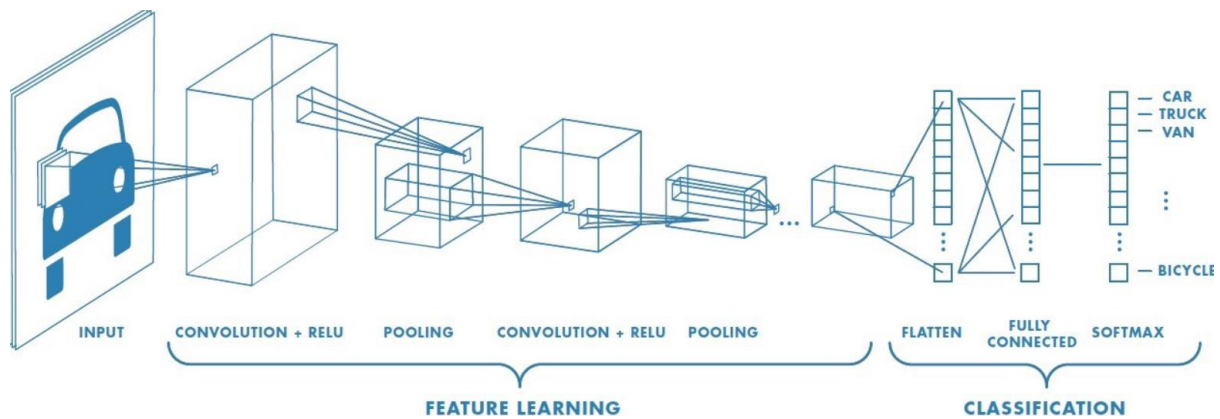 CAR
TRUCK
VAN
BICYCLE
INPUT
CONVOLUTION + RELU
POOLING
CONVOLUTION + RELU
POOLING
FLATTEN
FULLY
CONNECTED
SOFTMAX
FEATURE LEARNING
CLASSIFICATION